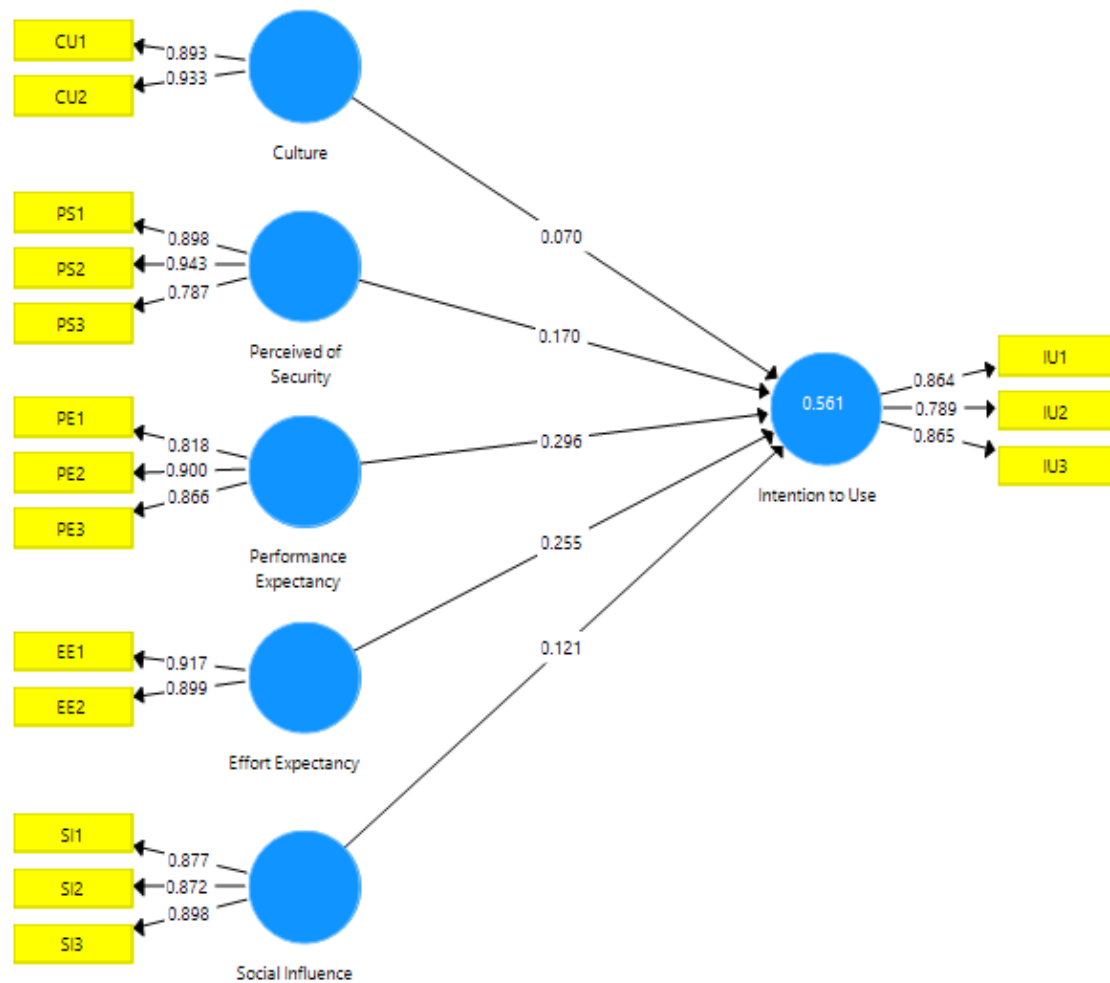 CU1
0.893
CU2
0.933
Culture
0.070
PS1
0.898
PS2
0.943
PS3
0.787
Perceived of
Security
0.170
PE1
0.818
PE2
0.900
PE3
0.866
Performance
Expectancy
0.296
EE1
0.917
EE2
0.899
Effort Expectancy
0.255
SI1
0.877
SI2
0.872
SI3
0.898
Social Influence
0.121
0.561
Intention to Use
IU1
0.864
IU2
0.789
IU3
0.865